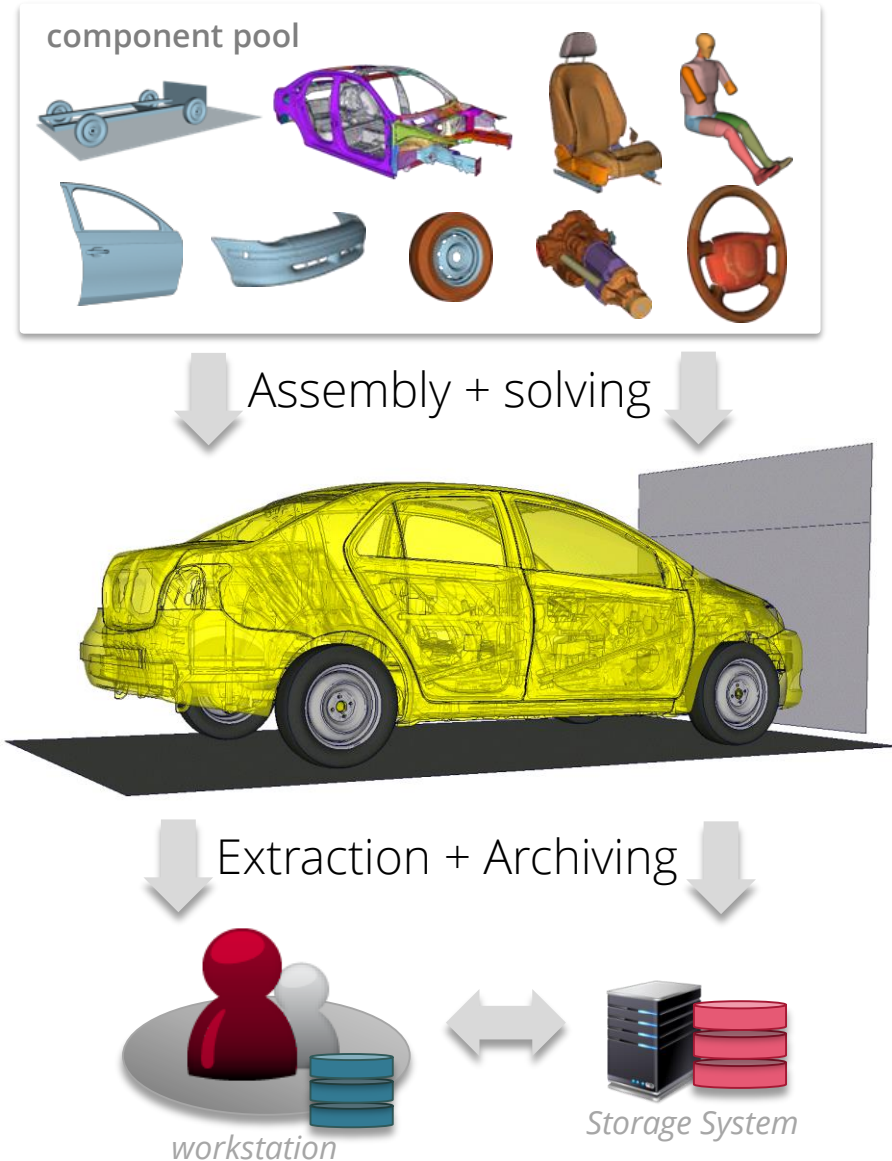 component pool
Assembly + solving
Extraction + Archiving
Storage System
workstation